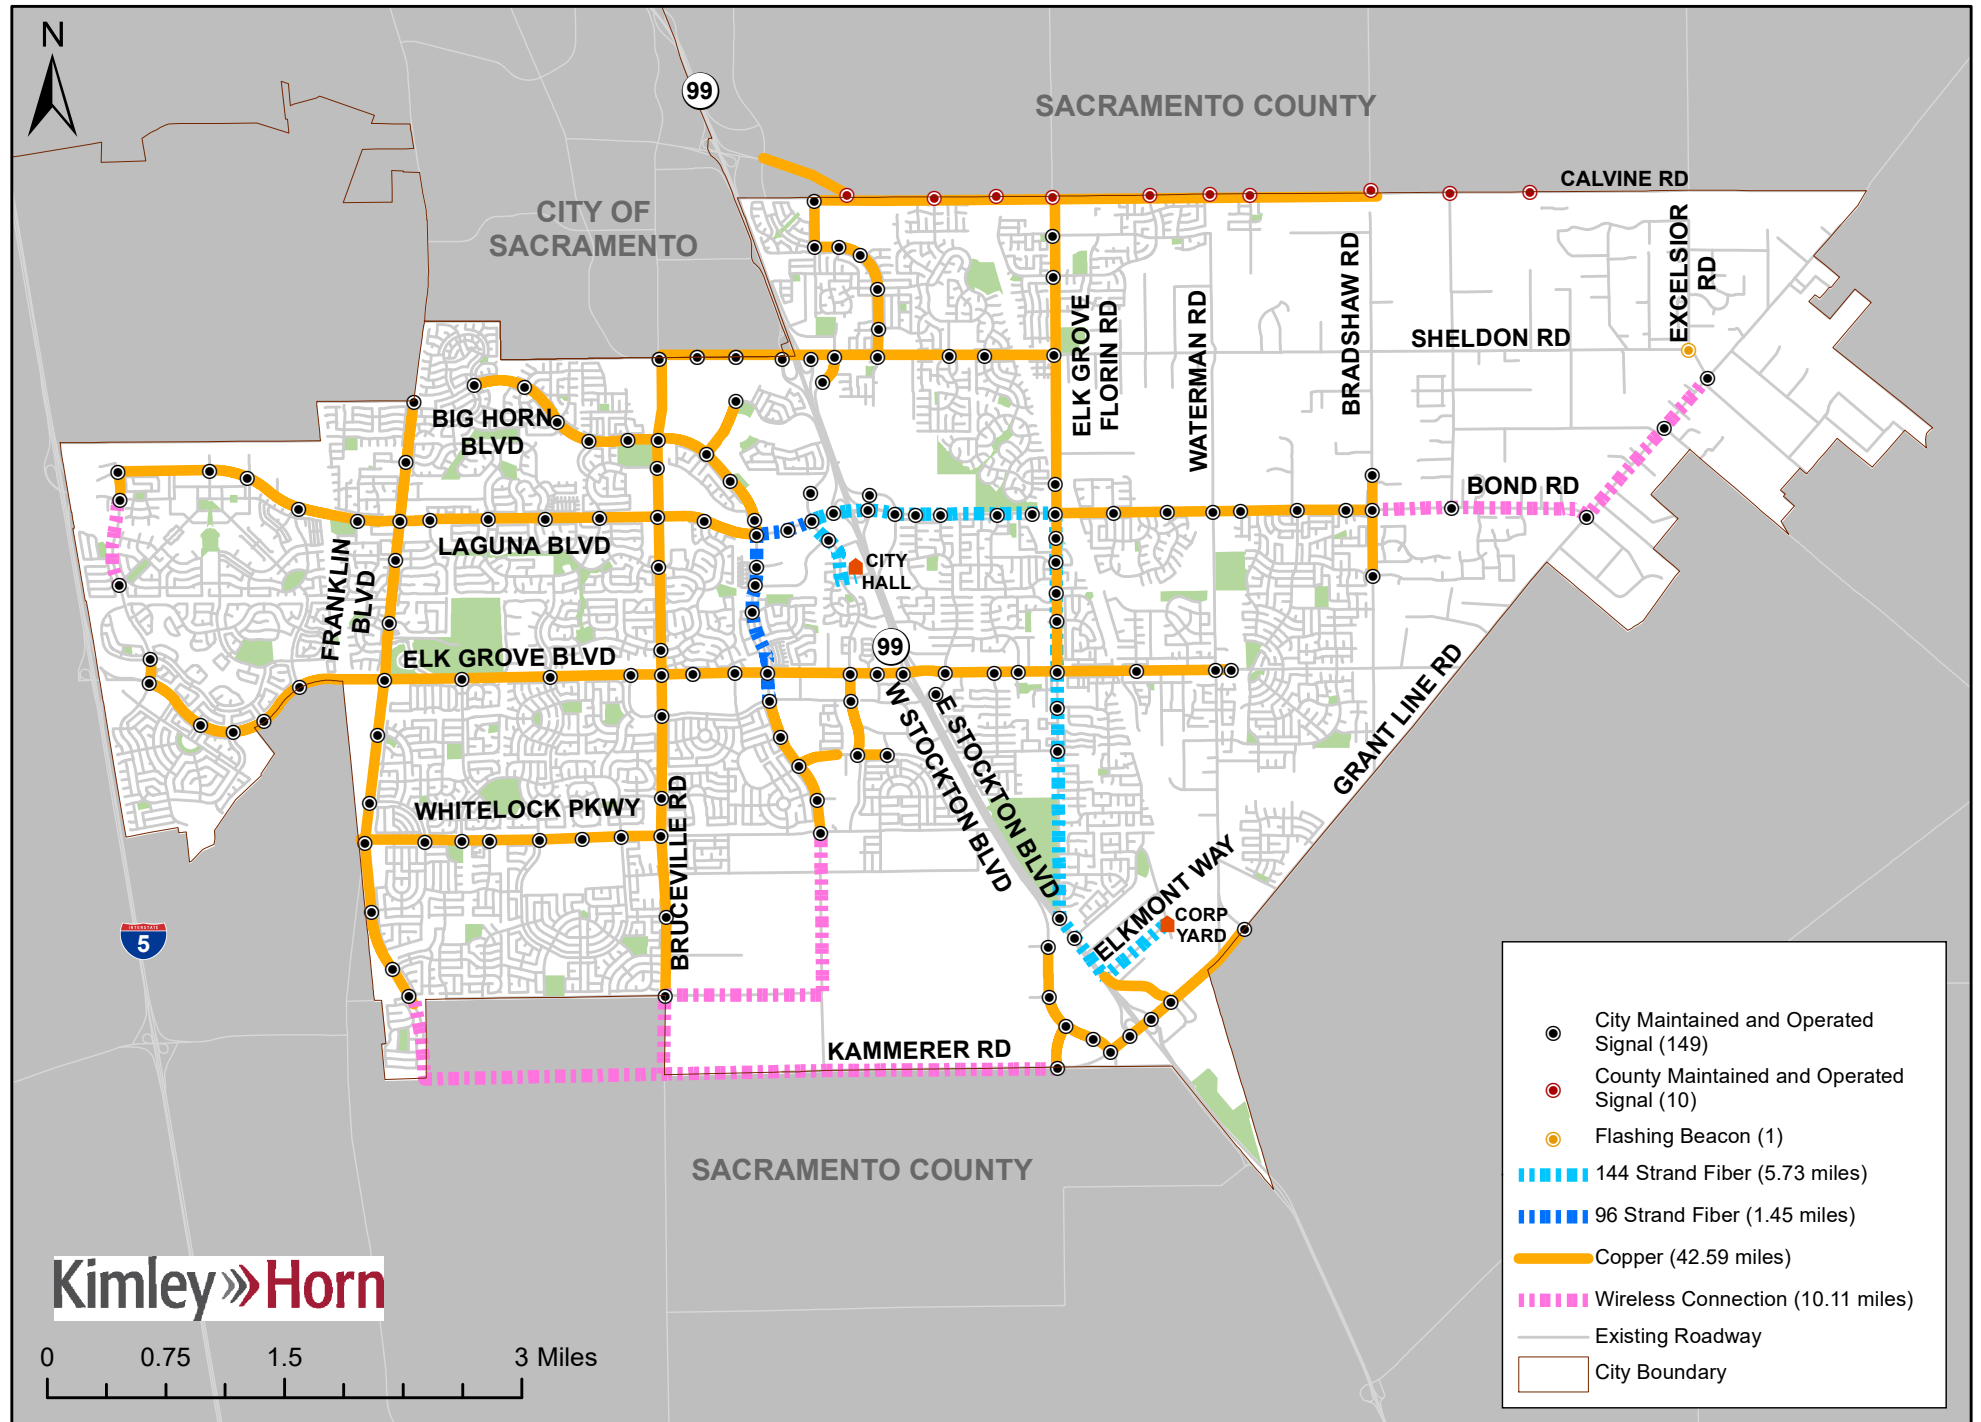 N
99
SACRAMENTO COUNTY
CALVINE RD
CITY OF
SACRAMENTO
EXCELSIOR
RD
BRADSHAW RD
ELK GROVE
FLORIN RD
WATERMAN RD
SHELDON RD
BIG HORN
BLVD
BOND RD
LAGUNA BLVD
FRANKLIN
BLVD
CITY
HALL
99
ELK GROVE BLVD
W STOCKTON BLVD
E STOCKTON BLVD
GRANT LINE RD
WHITELOCK PKWY
BRUCEVILLE RD
ELKMONT WAY
CORP
YARD
INTERSTATE
5
KAMMERER RD
SACRAMENTO COUNTY
City Maintained and Operated
Signal (149)
County Maintained and Operated
Signal (10)
Flashing Beacon (1)
144 Strand Fiber (5.73 miles)
96 Strand Fiber (1.45 miles)
Copper (42.59 miles)
Wireless Connection (10.11 miles)
Existing Roadway
City Boundary
Kimley Horn
0 0.75 1.5 3 Miles